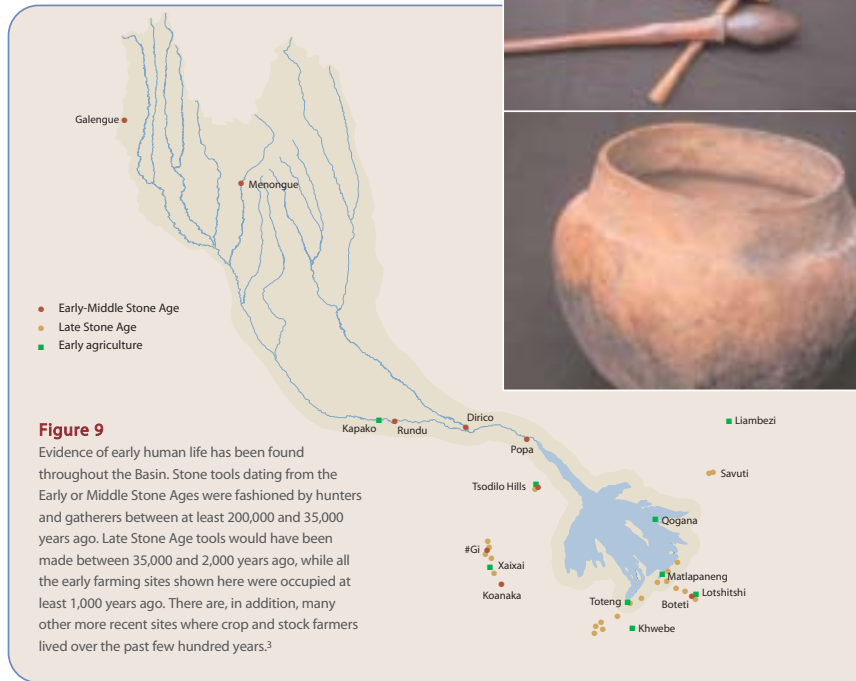 Galengue
Menongue
Early-Middle Stone Age
Late Stone Age
Early agriculture
Kapako
Rundu
Dirico
Popa
Liambezi
Savuti
Tsodilo Hills
Qogana
#Gi
Xaixai
Koanaka
Matlapaneng
Lotshitshi
Boteti
Toteng
Khwebe
Figure 9
Evidence of early human life has been found
throughout the Basin. Stone tools dating from the
Early or Middle Stone Ages were fashioned by hunters
and gatherers between at least 200,000 and 35,000
years ago. Late Stone Age tools would have been
made between 35,000 and 2,000 years ago, while all
the early farming sites shown here were occupied at
least 1,000 years ago. There are, in addition, many
other more recent sites where crop and stock farmers
lived over the past few hundred years.³